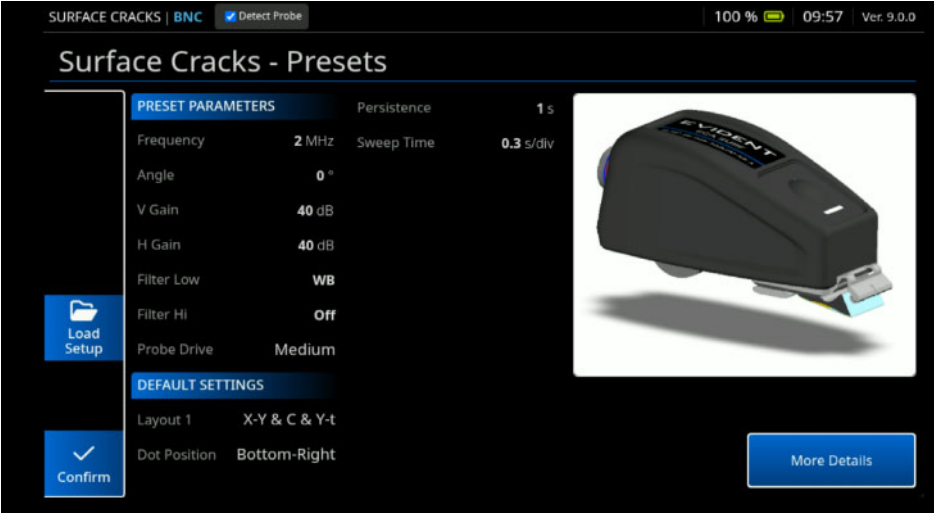 SURFACE CRACKS | BNC Detect Probe 100 % 09:57 Ver. 9.0.0
Surface Cracks - Presets
PRESET PARAMETERS
Frequency 2 MHz
Angle 0 °
V Gain 40 dB
H Gain 40 dB
Filter Low WB
Filter Hi Off
Probe Drive Medium
Persistence 1 s
Sweep Time 0.3 s/div
EVIDENT
Load
Setup
DEFAULT SETTINGS
Layout 1 X-Y & C & Y-t
Dot Position Bottom-Right
Confirm
More Details